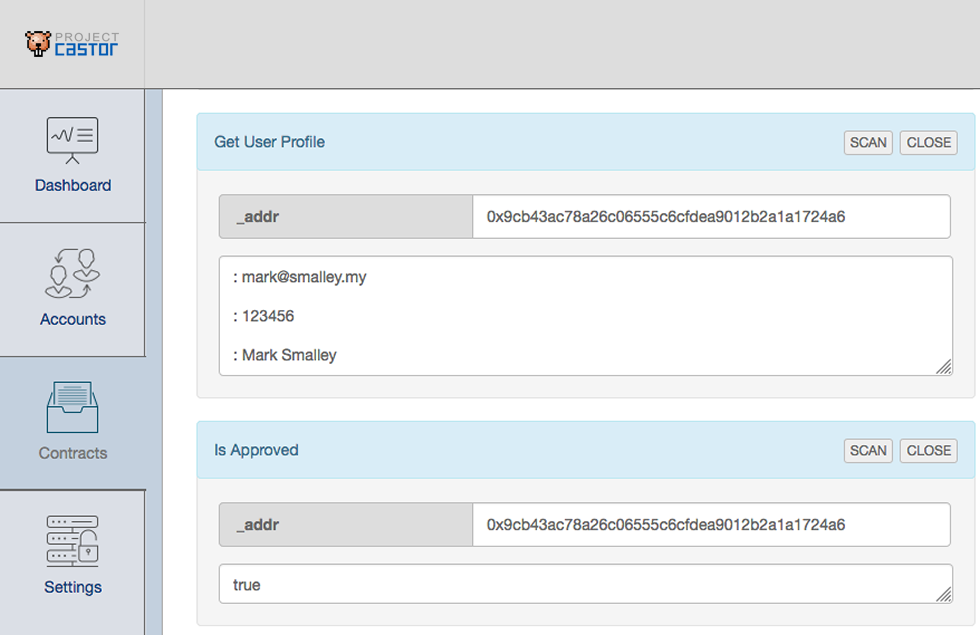 PROJECT
castor
Dashboard
Accounts
Contracts
Settings
Get User Profile
SCAN
CLOSE
_addr
0x9cb43ac78a26c06555c6cfdea9012b2a1a1724a6
: mark@smalley.my
: 123456
: Mark Smalley
Is Approved
SCAN
CLOSE
_addr
0x9cb43ac78a26c06555c6cfdea9012b2a1a1724a6
true